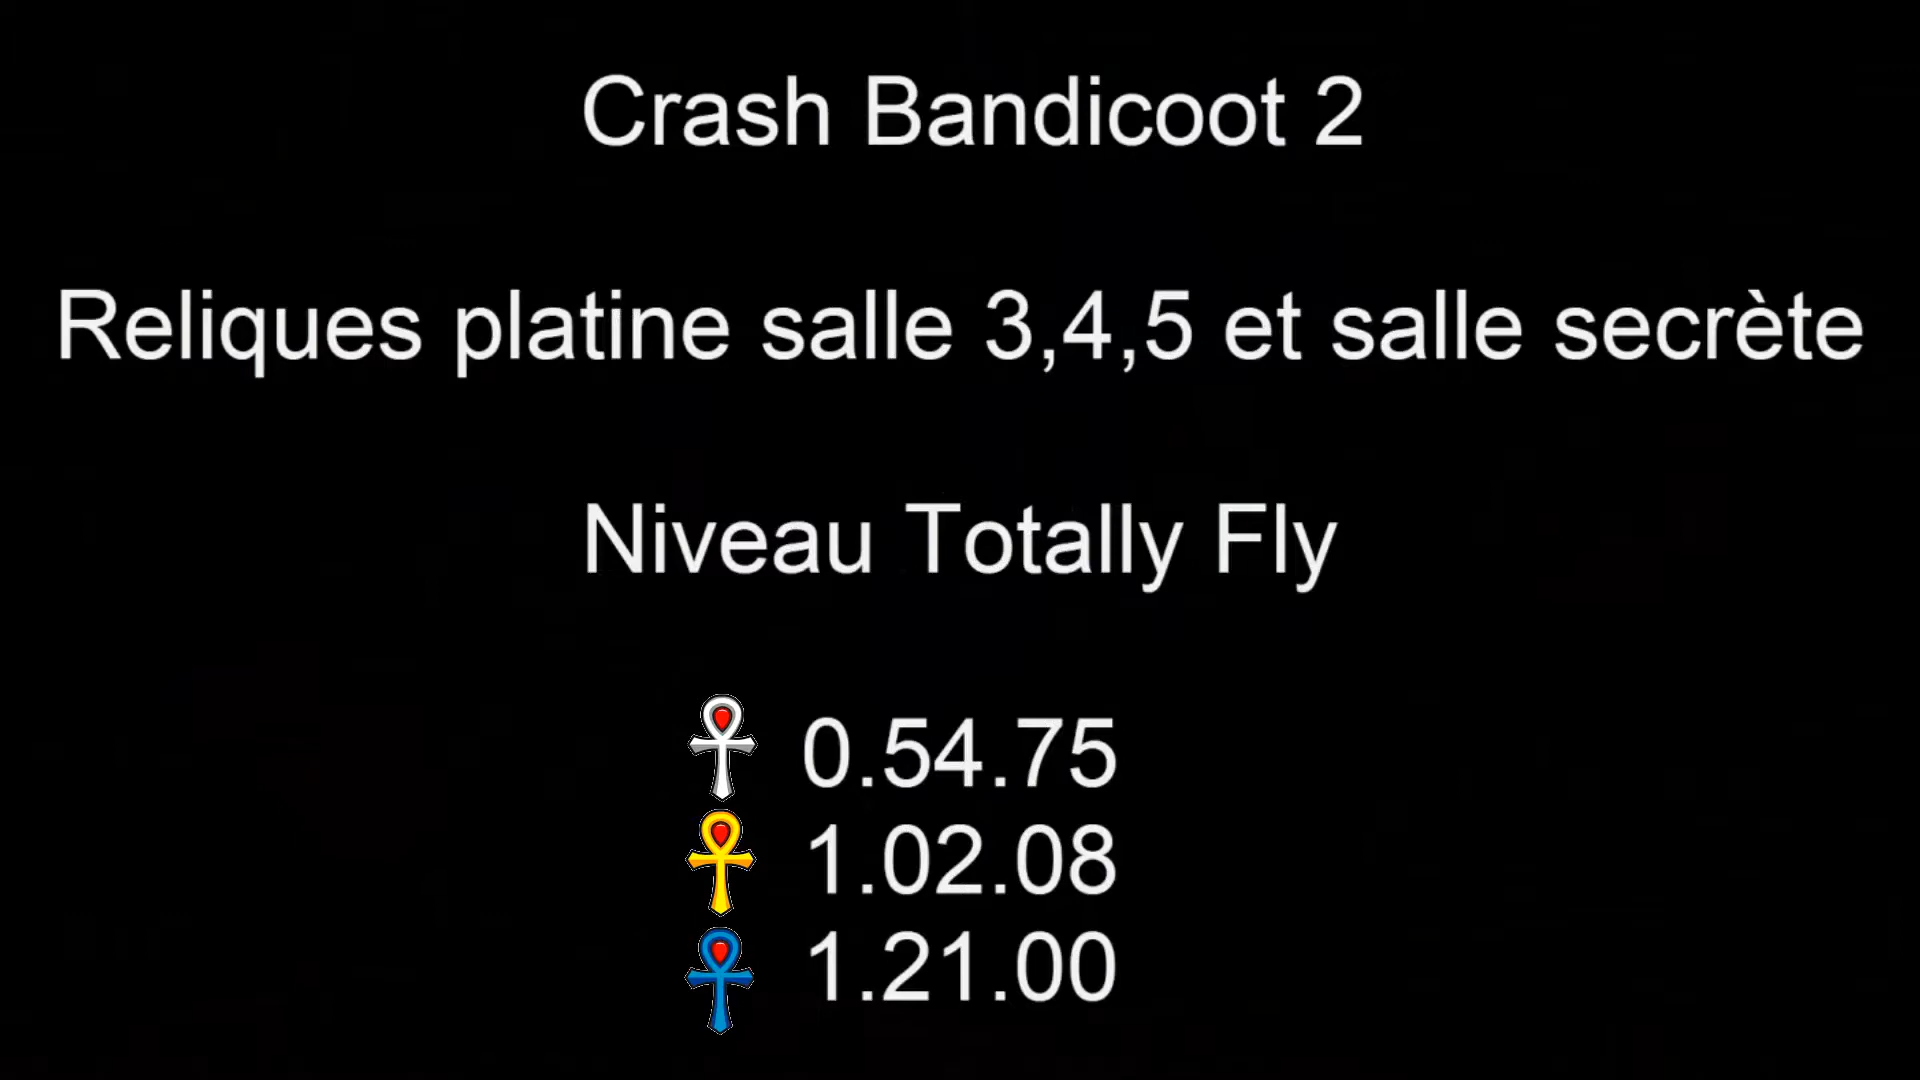 Crash Bandicoot 2
Reliques platine salle 3,4,5 et salle secrète
Niveau Totally Fly
0.54.75
1.02.08
1.21.00